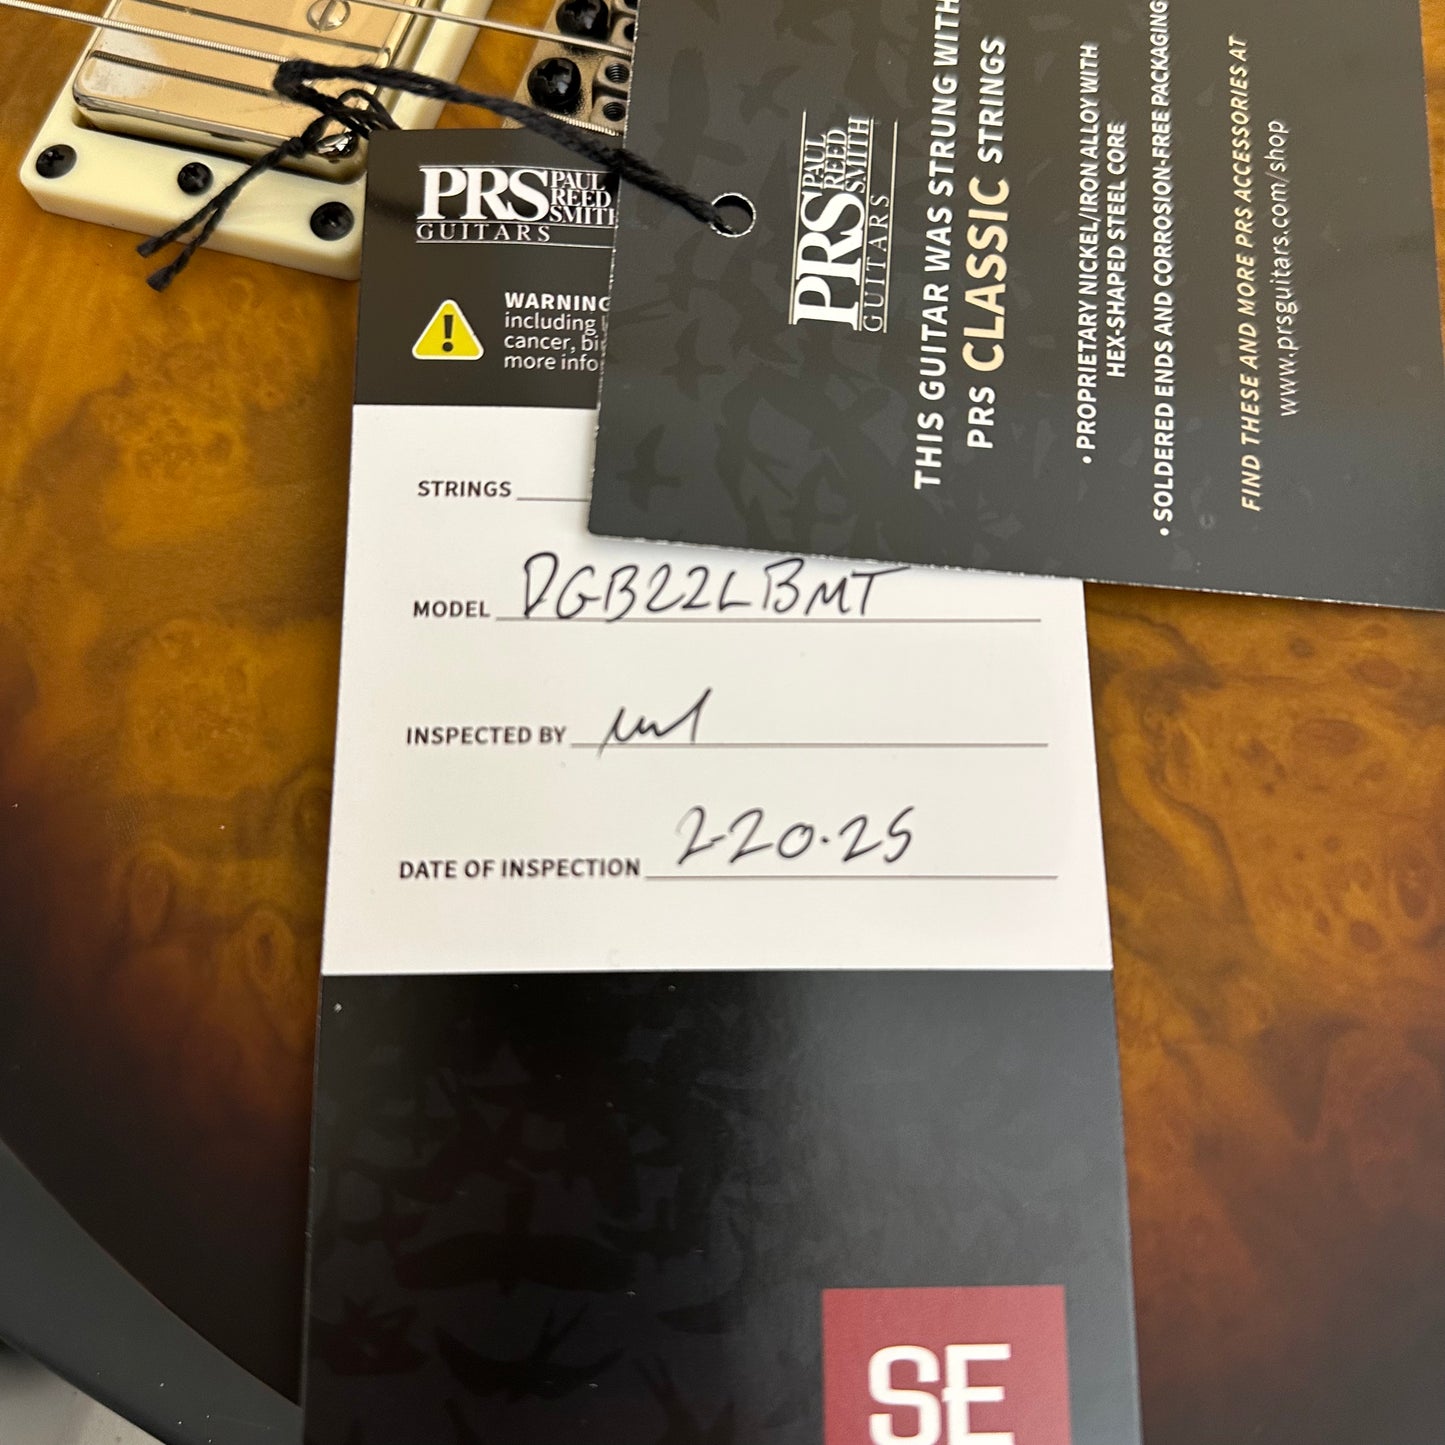 PRS PAUL
REED
SMITH
GUITARS
WARNING
including
cancer,
more info
STRINGS
MODEL DGB22LBMT
INSPECTED BY
DATE OF INSPECTION 2-20.25
SE
PRS PAUL
REED
SMITH
GUITARS
THIS GUITAR WAS STRUNG WITH
PRS CLASSIC STRINGS
• PROPRIETARY NICKEL/IRON ALLOY WITH
HEX-SHAPED STEEL CORE
• SOLDERED ENDS AND CORROSION-FREE PACKAGING
FIND THESE AND MORE PRS ACCESSORIES AT
www.prsguitars.com/shop